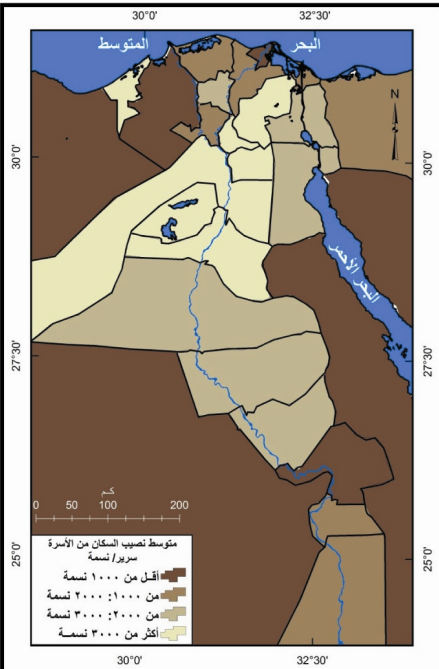 30°0'
32°30'
البحر
المتوسط
N
30°0'
30°0'
البحر الأحمر
27°30'
27°30'
كم
0 50 100 200
25°0'
25°0'
متوسط نصيب السكان من الأسرة
سرير/ نسمة
أقل من ١٠٠٠ نسمة
من ١٠٠٠: ٢٠٠٠ نسمة
من ٢٠٠٠: ٣٠٠٠ نسمة
أكثر من ٣٠٠٠ نسمــة
30°0'
32°30'